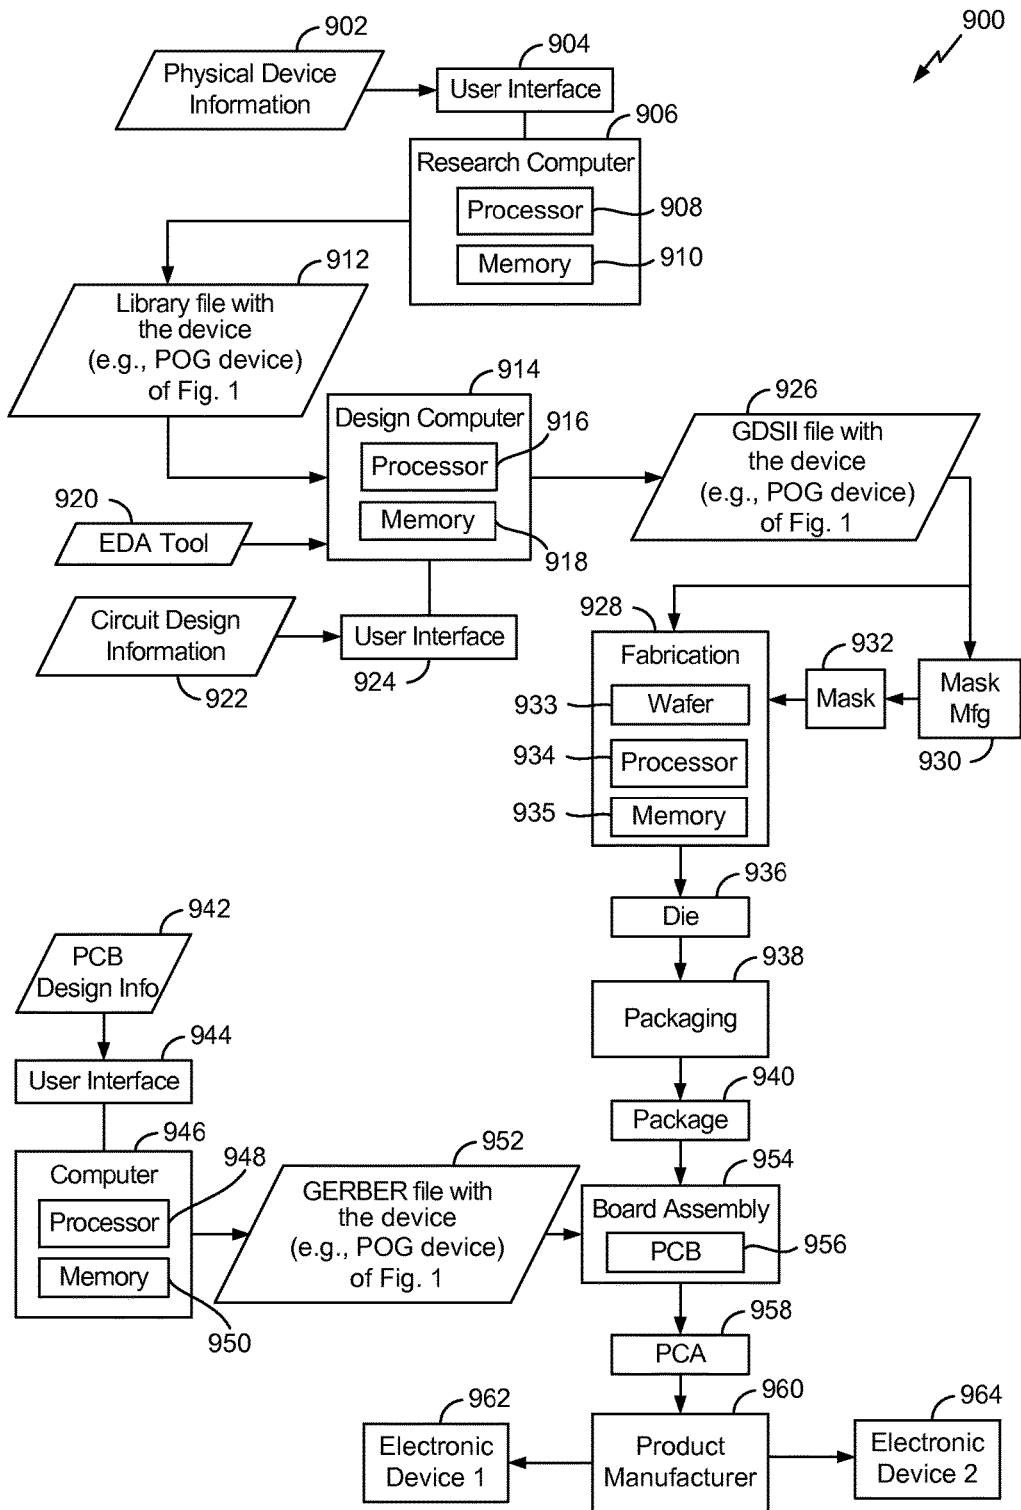 900
902
Physical Device
Information
904
User Interface
906
Research Computer
Processor
908
Memory
910
912
Library file with
the device
(e.g., POG device)
of Fig. 1
914
Design Computer
916
Processor
Memory
918
920
EDA Tool
Circuit Design
Information
922
User Interface
924
926
GDSII file with
the device
(e.g., POG device)
of Fig. 1
928
Fabrication
933
Wafer
934
Processor
935
Memory
932
Mask
Mask
Mfg
930
936
Die
938
Packaging
940
Package
942
PCB
Design Info
944
User Interface
946
Computer
948
Processor
Memory
950
952
GERBER file with
the device
(e.g., POG device)
of Fig. 1
954
Board Assembly
PCB
956
958
PCA
960
Product
Manufacturer
962
Electronic
Device 1
964
Electronic
Device 2